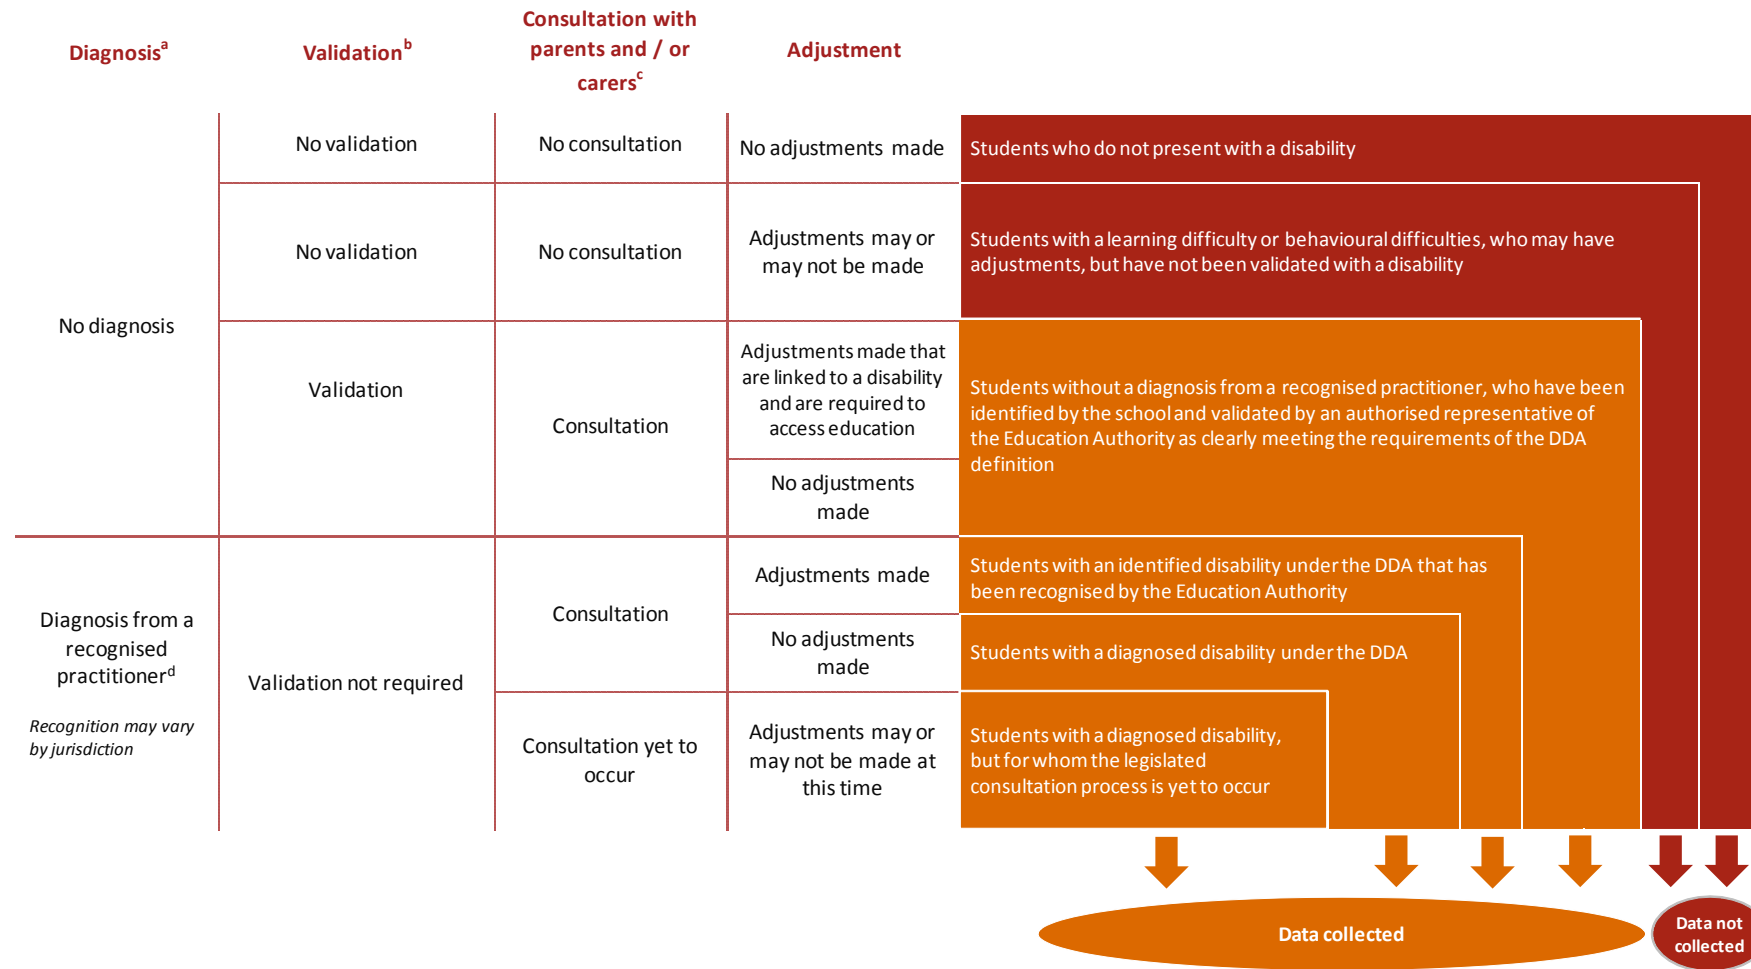 Diagnosisᵃ
Validationᵇ
Consultation with
parents and / or
carersᶜ
Adjustment
No diagnosis
No validation
No consultation
No adjustments made
Students who do not present with a disability
No validation
No consultation
Adjustments may or
may not be made
Students with a learning difficulty or behavioural difficulties, who may have
adjustments, but have not been validated with a disability
Validation
Consultation
Adjustments made that
are linked to a disability
and are required to
access education
No adjustments
made
Students without a diagnosis from a recognised practitioner, who have been
identified by the school and validated by an authorised representative of
the Education Authority as clearly meeting the requirements of the DDA
definition
Diagnosis from a
recognised
practitionerᵈ
Recognition may vary
by jurisdiction
Validation not required
Consultation
Adjustments made
Students with an identified disability under the DDA that has
been recognised by the Education Authority
No adjustments
made
Students with a diagnosed disability under the DDA
Consultation yet to
occur
Adjustments may or
may not be made at
this time
Students with a diagnosed disability,
but for whom the legislated
consultation process is yet to occur
Data collected
Data not
collected